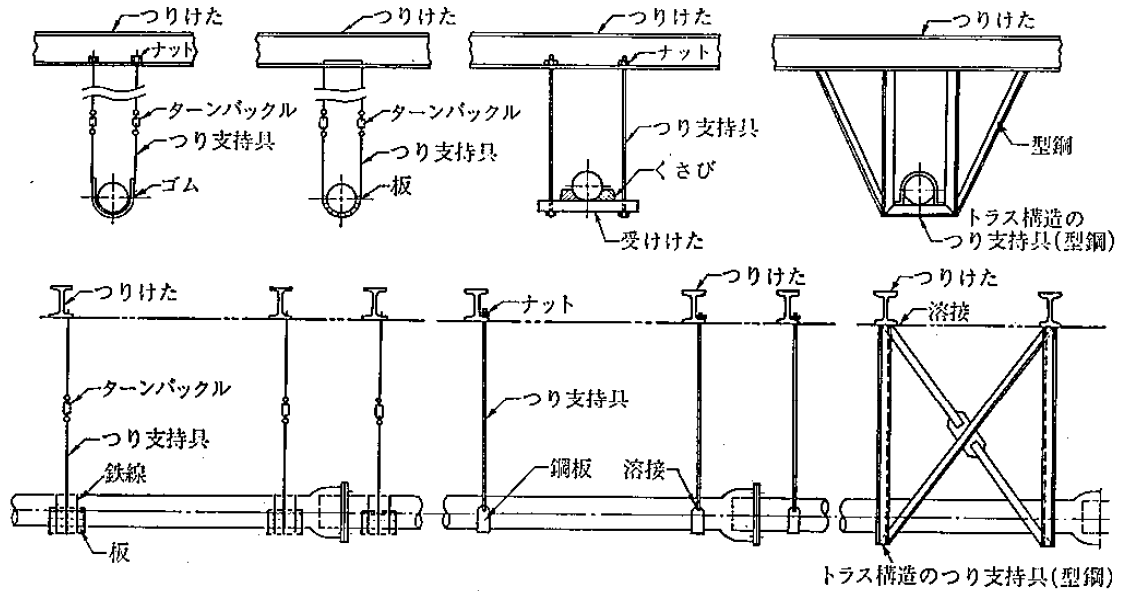 つりけた
ナット
ターンバックル
つり支持具
ゴム
つりけた
ターンバックル
つり支持具
板
つりけた
ナット
つり支持具
くさび
受けけた
つりけた
型鋼
トラス構造の
つり支持具(型鋼)
つりけた
ターンバックル
つり支持具
鉄線
板
つりけた
ナット
つり支持具
鋼板
溶接
つりけた
溶接
トラス構造のつり支持具(型鋼)